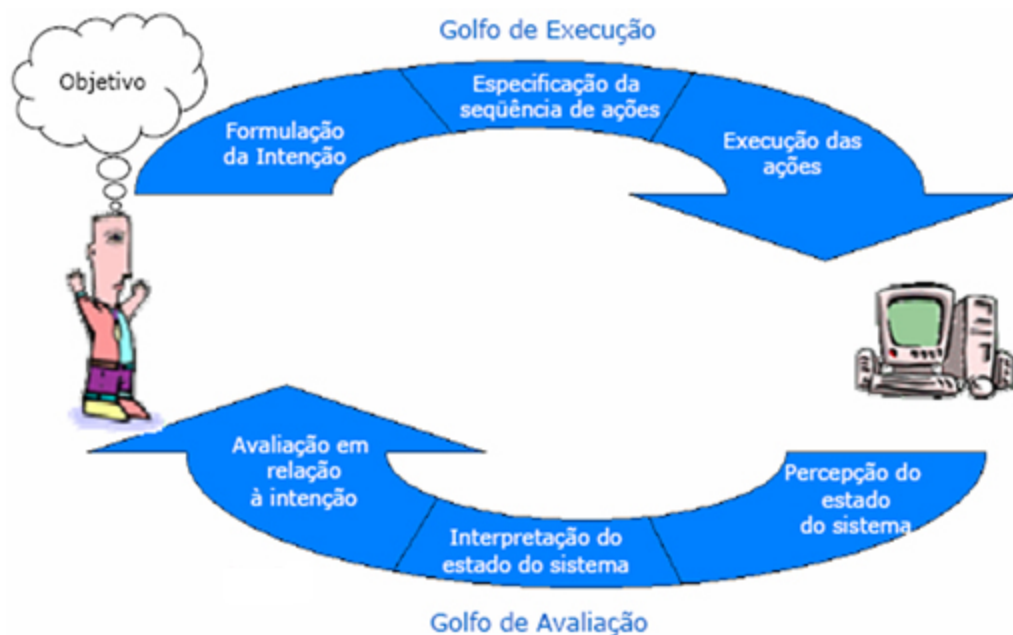 Golfo de Execução
Objetivo
Formulação
da Intenção
Especificação da
seqüência de ações
Execução das
ações
Percepção do
estado
do sistema
Interpretação do
estado do sistema
Avaliação em
relação
à intenção
Golfo de Avaliação